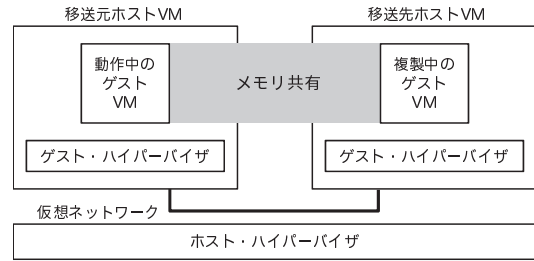 移送元ホストVM
移送先ホストVM
動作中の
ゲスト
VM
メモリ共有
複製中の
ゲスト
VM
ゲスト・ハイパーバイザ
ゲスト・ハイパーバイザ
仮想ネットワーク
ホスト・ハイパーバイザ